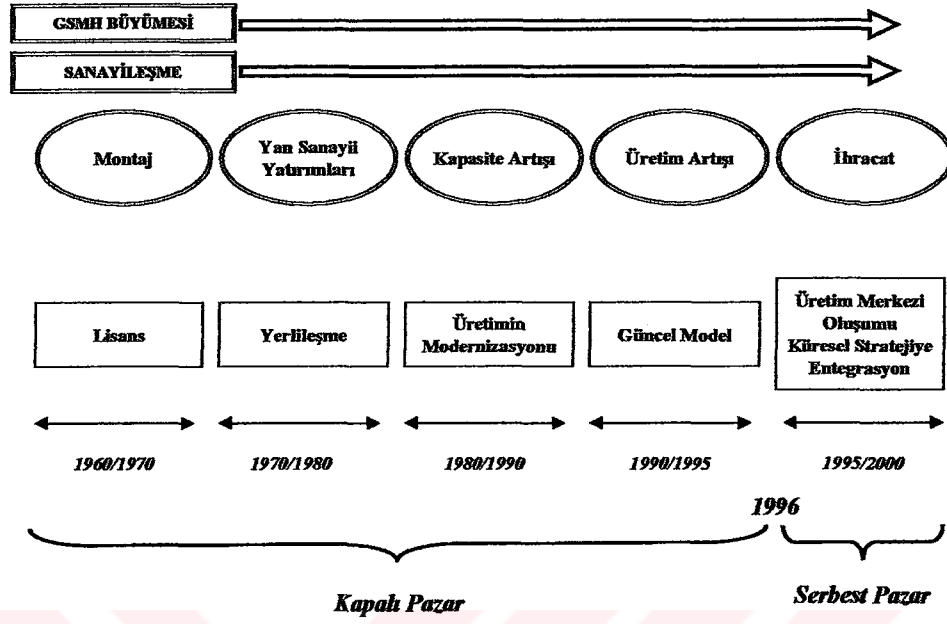 GSMH BÜYÜMESİ
SANAYİLEŞME
Montaj
Yan Sanayii
Yatırımları
Kapasite Artışı
Üretim Artışı
İhracat
Lisans
Yerlileşme
Üretimin
Modernizasyonu
Güncel Model
Üretim Merkezi
Oluşumu
Küresel Stratejiye
Entegrasyon
1960/1970
1970/1980
1980/1990
1990/1995
1995/2000
1996
Kapalı Pazar
Serbest Pazar